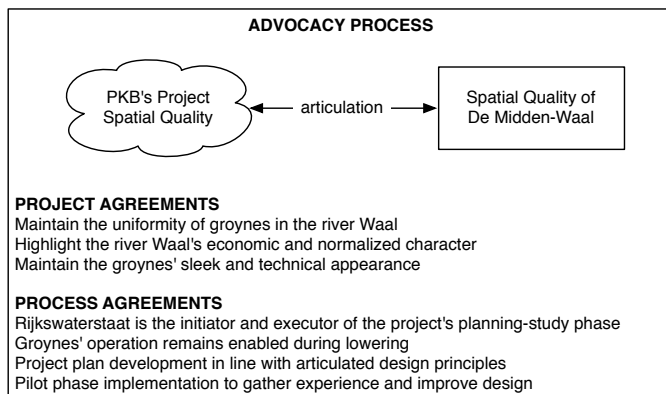 ADVOCACY PROCESS
PKB's Project
Spatial Quality
articulation
Spatial Quality of
De Midden-Waal
PROJECT AGREEMENTS
Maintain the uniformity of groynes in the river Waal
Highlight the river Waal's economic and normalized character
Maintain the groynes' sleek and technical appearance
PROCESS AGREEMENTS
Rijkswaterstaat is the initiator and executor of the project's planning-study phase
Groynes' operation remains enabled during lowering
Project plan development in line with articulated design principles
Pilot phase implementation to gather experience and improve design